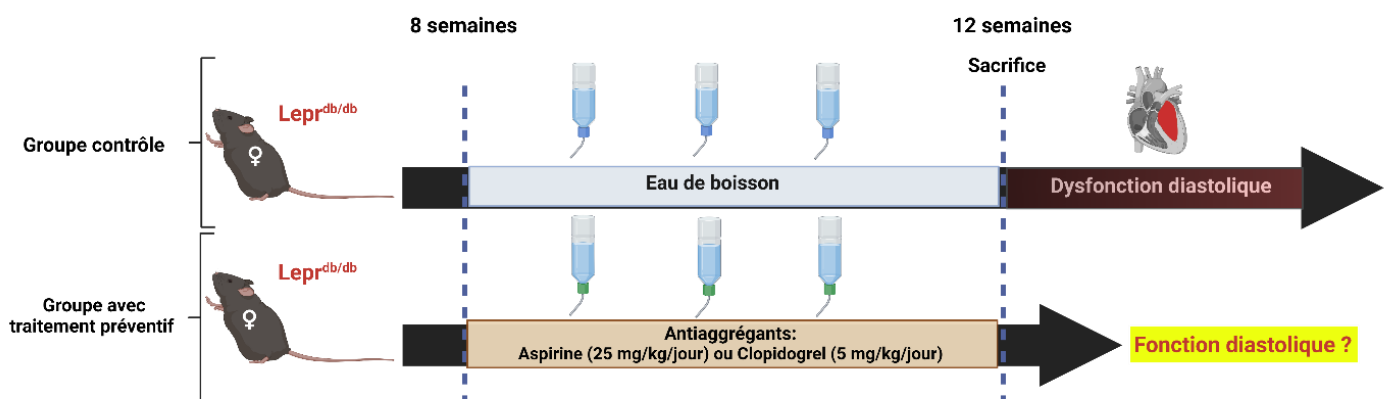 8 semaines
12 semaines
Sacrifice
Groupe contrôle
Lepr^db/db
♀
Eau de boisson
Dysfonction diastolique
Groupe avec
traitement préventif
Lepr^db/db
♀
Antiaggrégants:
Aspirine (25 mg/kg/jour) ou Clopidogrel (5 mg/kg/jour)
Fonction diastolique ?